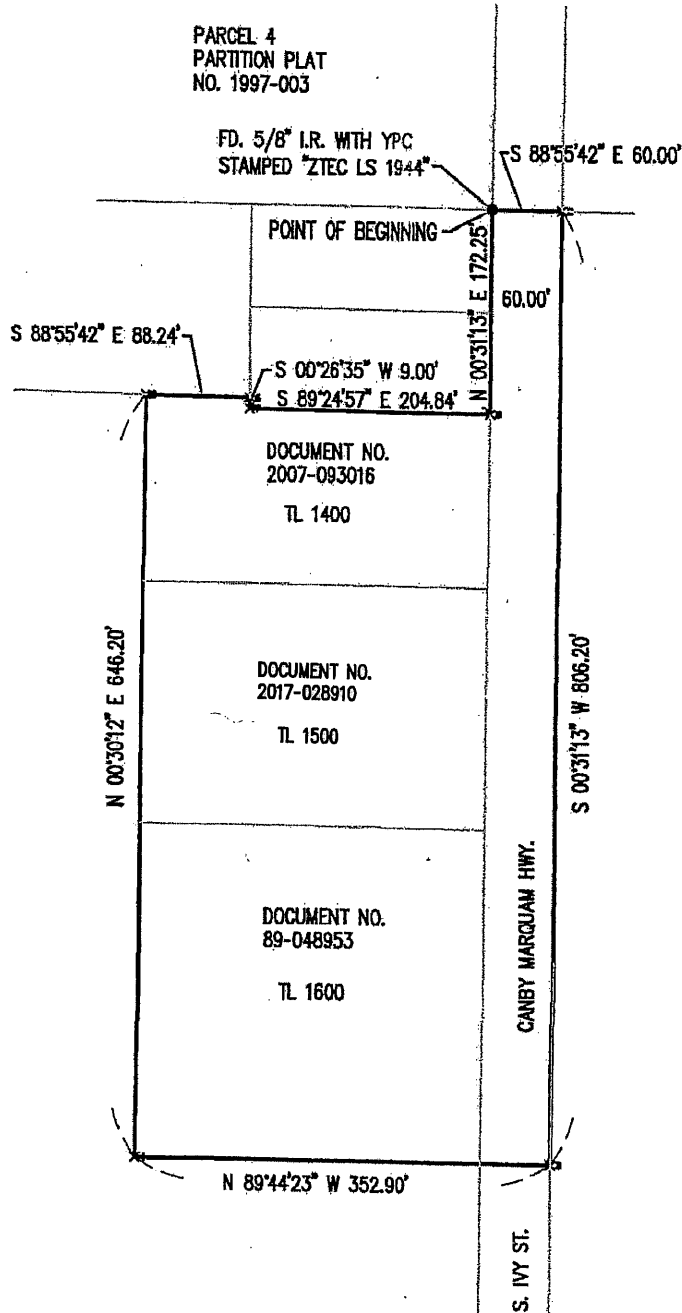 PARCEL 4
PARTITION PLAT
NO. 1997-003
FD. 5/8" I.R. WITH YPC
STAMPED "ZTEC LS 1944"
S 88°55'42" E 60.00'
POINT OF BEGINNING
N 00°31'13" E 172.25'
60.00'
S 88°55'42" E 88.24'
S 00°26'35" W 9.00'
S 89°24'57" E 204.84'
DOCUMENT NO.
2007-093016
TL 1400
N 00°30'12" E 646.20'
DOCUMENT NO.
2017-028910
TL 1500
S 00°31'13" W 806.20'
DOCUMENT NO.
89-048953
TL 1600
CANBY MARQUAM HWY.
N 89°44'23" W 352.90'
S. IVY ST.